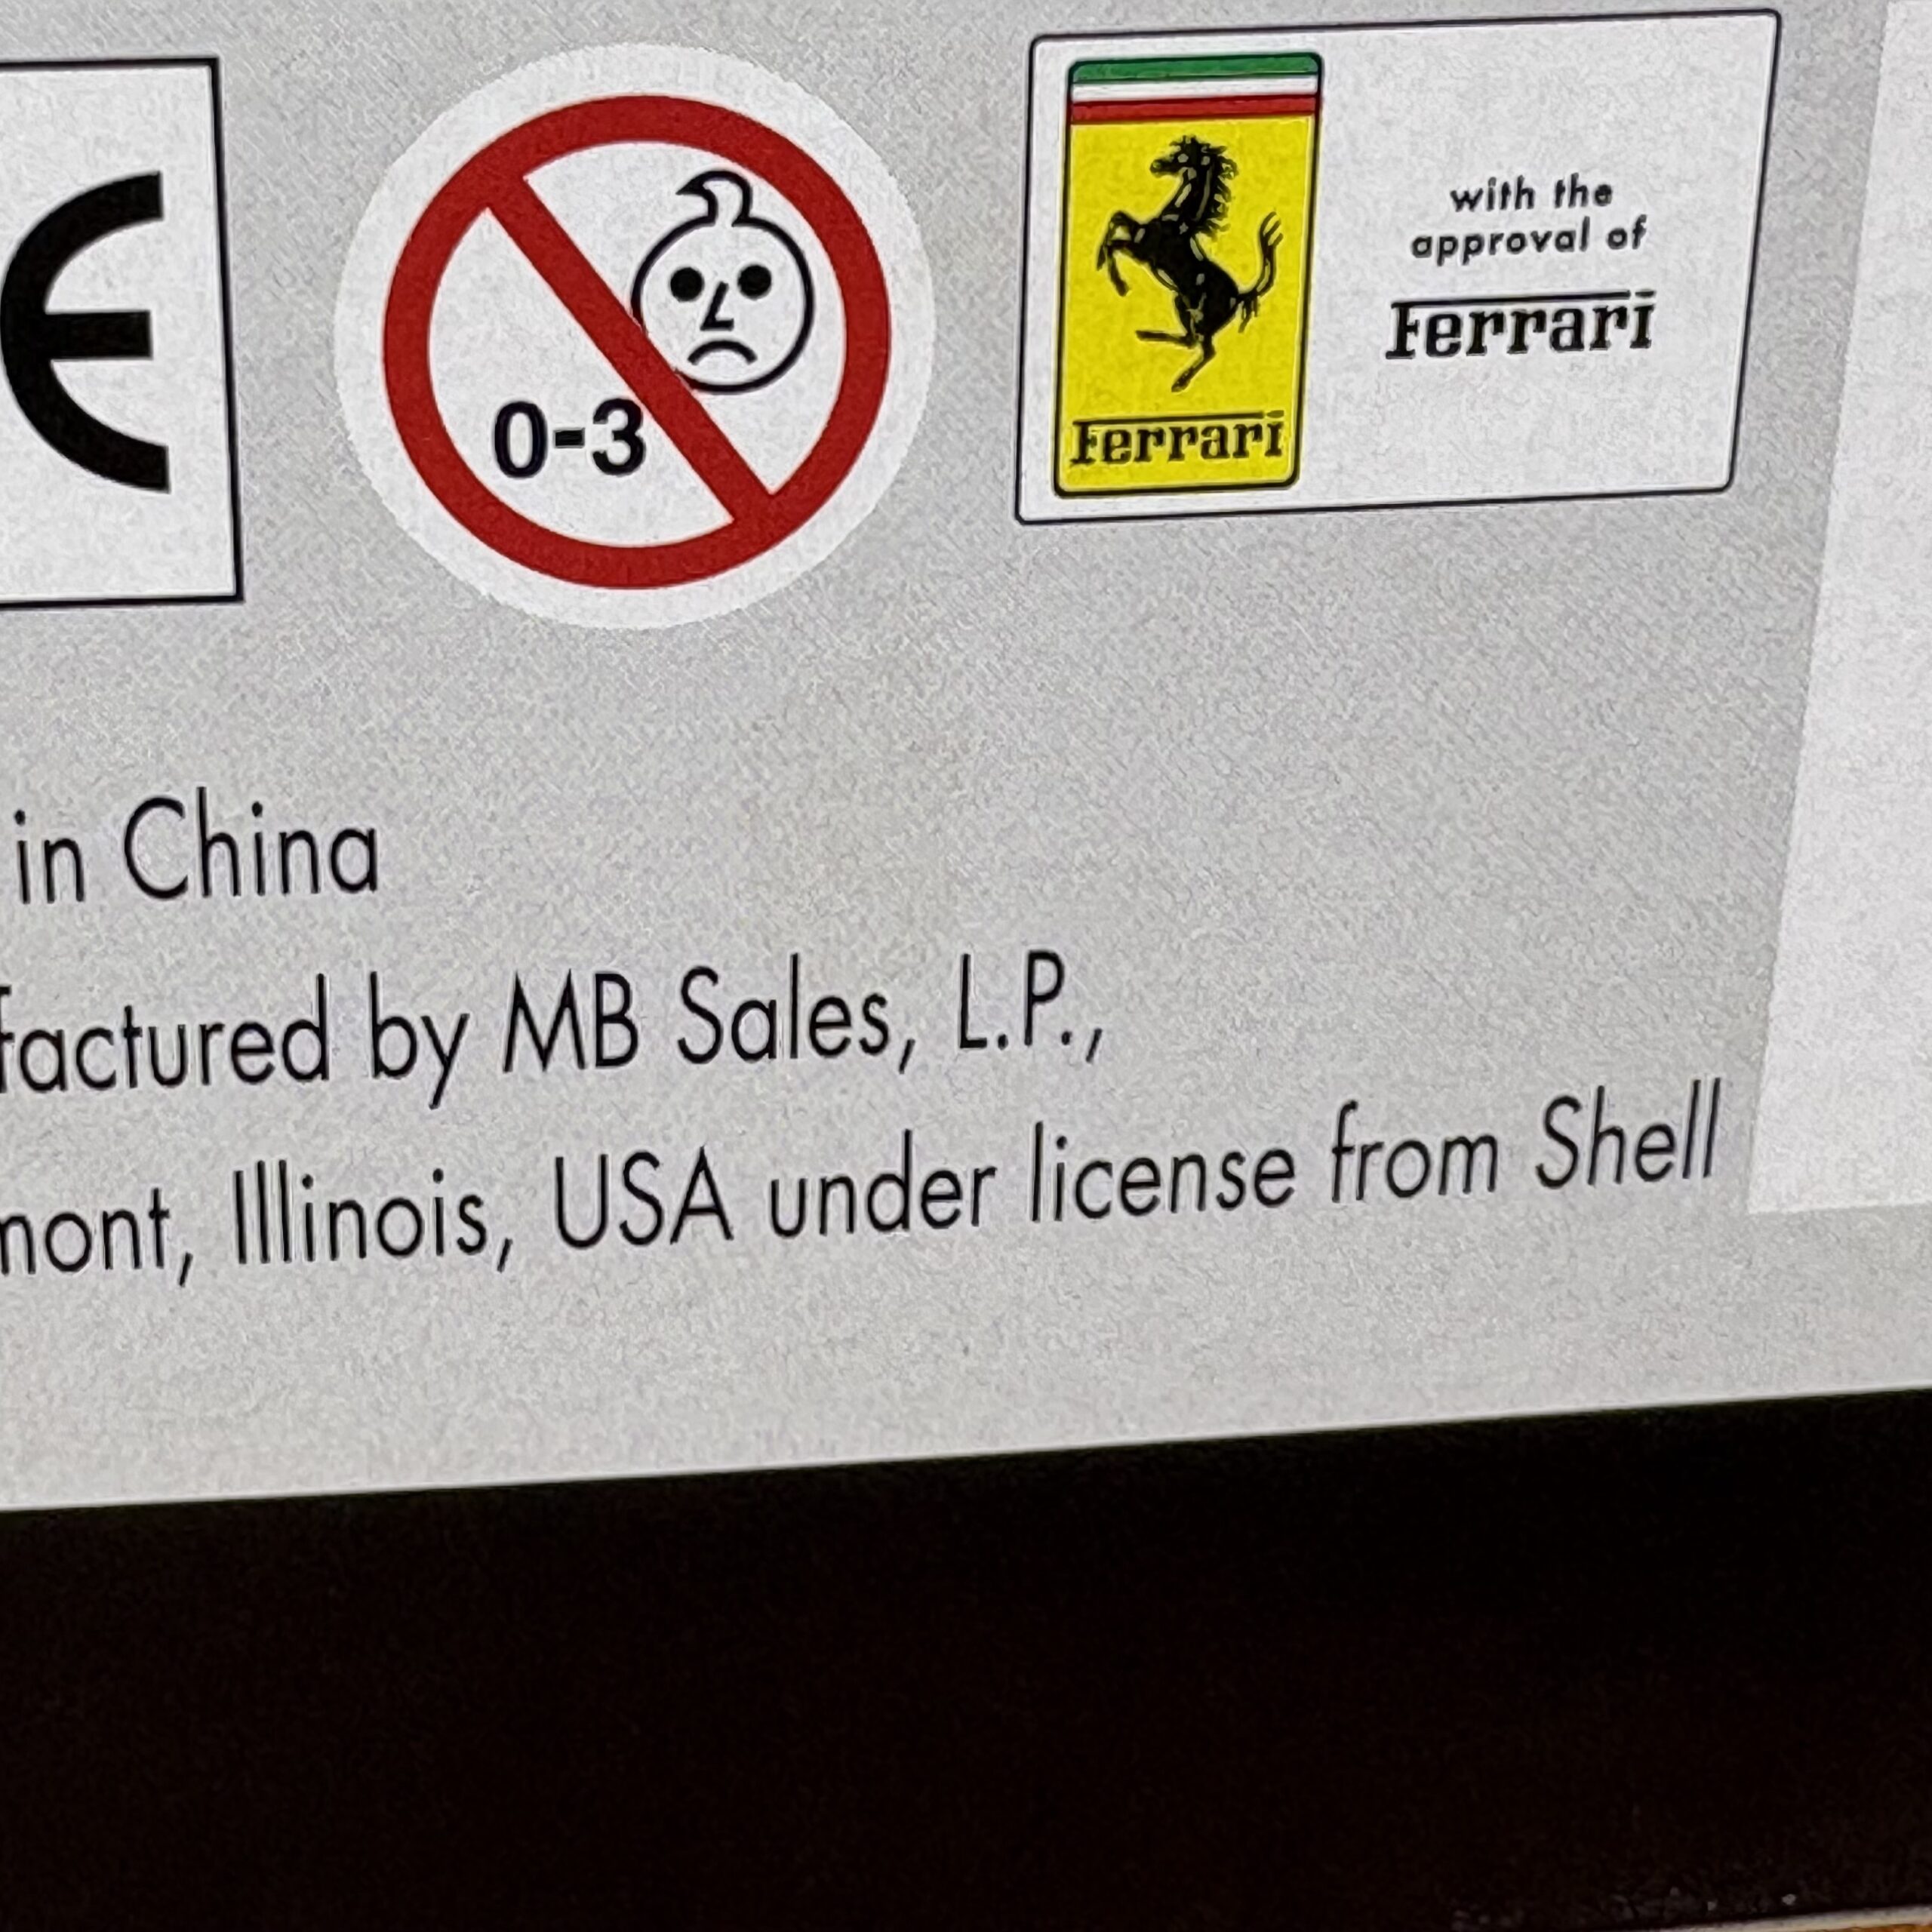 CE
0-3
Ferrari
with the
approval of
Ferrari
in China
factured by MB Sales, L.P.,
mont, Illinois, USA under license from Shell